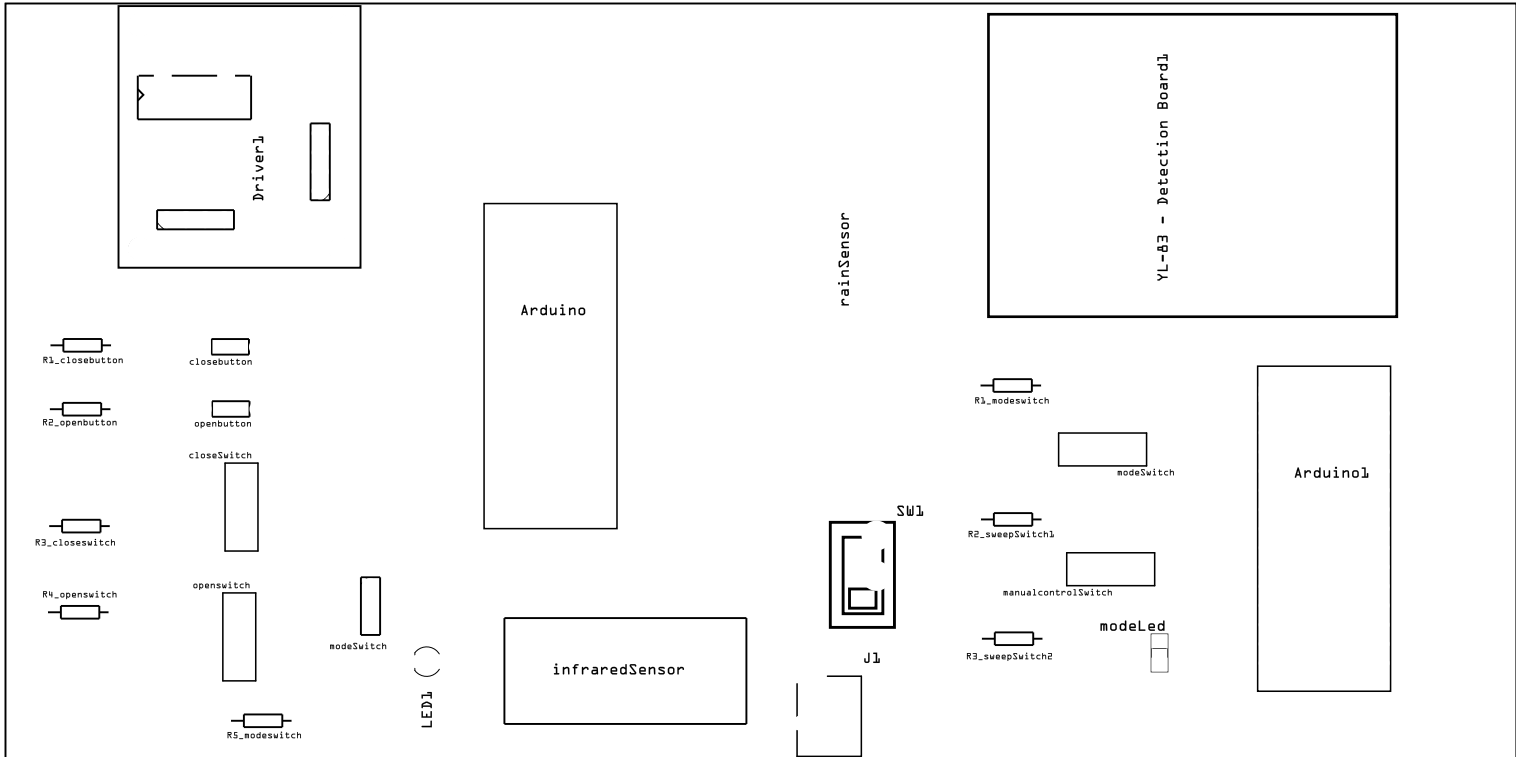 Driver1
YL-83 - Detection Board1
rainSensor
Arduino
R1_closebutton
closebutton
R2_openbutton
openbutton
R1_modeswitch
closeSwitch
modeSwitch
Arduino1
SW1
R3_closeswitch
R2_sweepSwitch1
openswitch
R4_openswitch
manualcontrolSwitch
modeLed
modeSwitch
J1
R3_sweepSwitch2
infraredSensor
LED1
R5_modeswitch